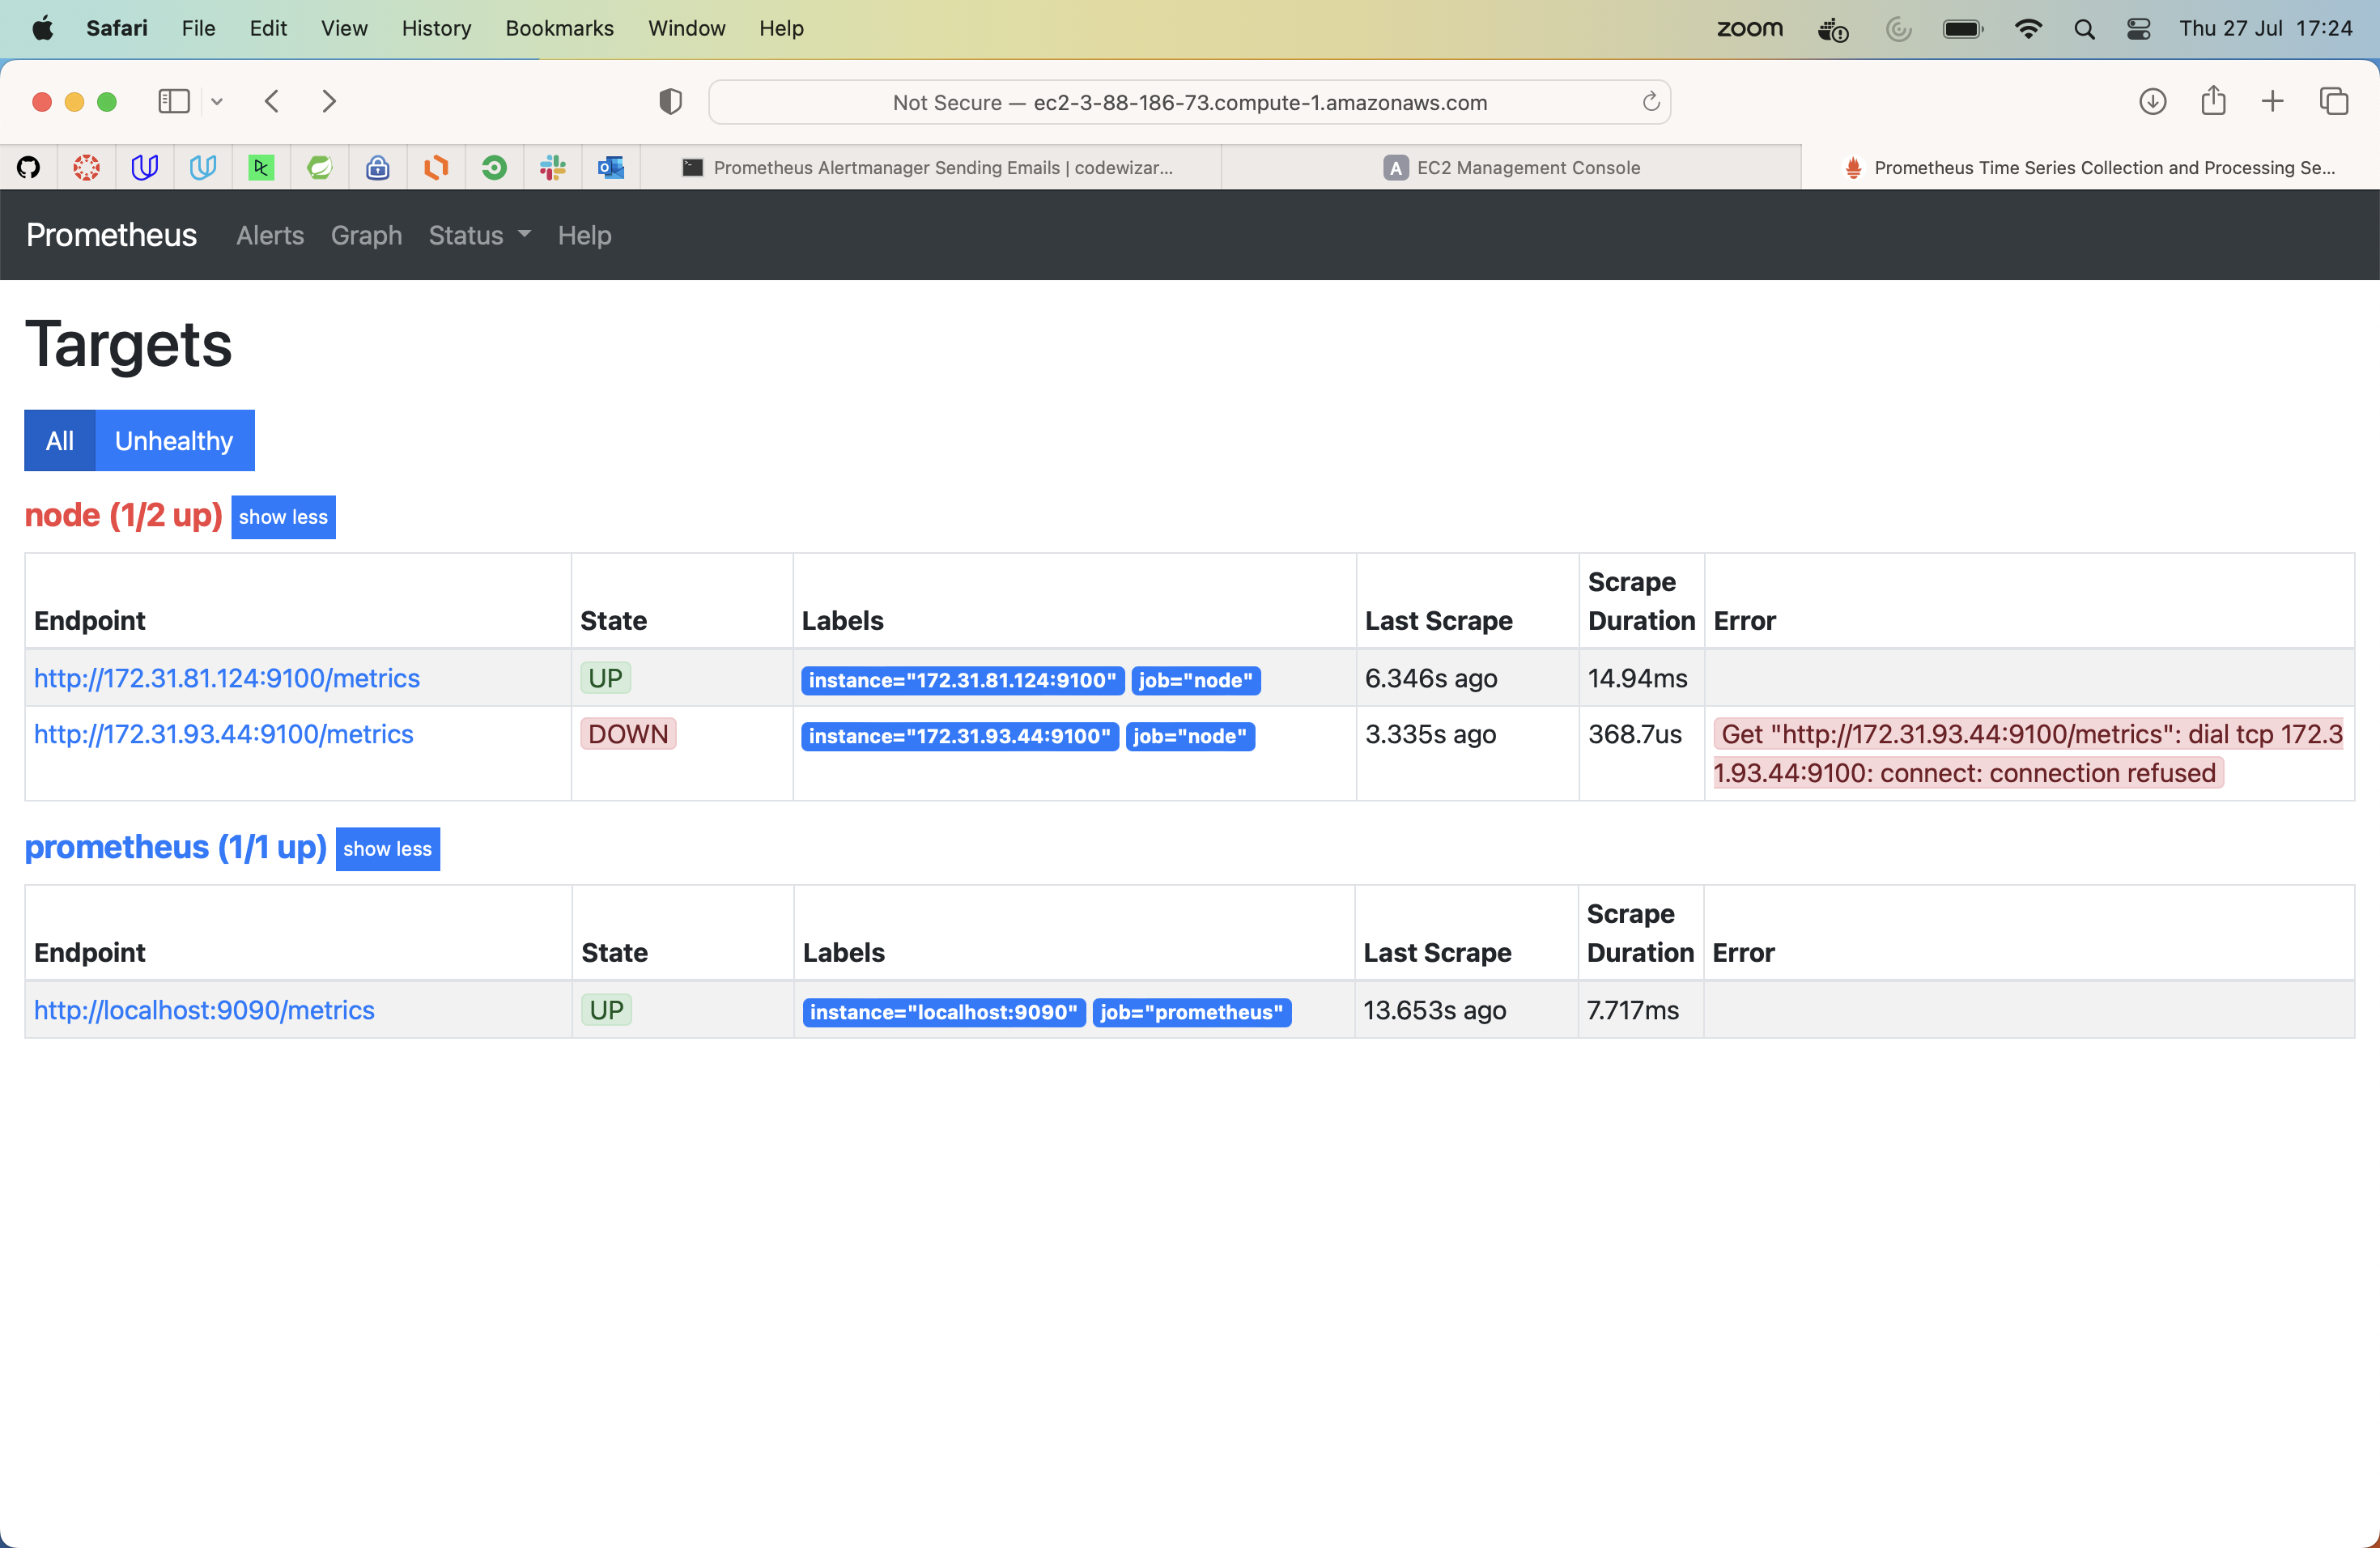 Safari File Edit View History Bookmarks Window Help zoom Thu 27 Jul 17:24
Not Secure — ec2-3-88-186-73.compute-1.amazonaws.com
Prometheus Alertmanager Sending Emails | codewizar... A EC2 Management Console Prometheus Time Series Collection and Processing Se...
Prometheus Alerts Graph Status Help
Targets
All Unhealthy
node (1/2 up) show less
Endpoint State Labels Last Scrape Scrape Duration Error
http://172.31.81.124:9100/metrics UP instance="172.31.81.124:9100" job="node" 6.346s ago 14.94ms
http://172.31.93.44:9100/metrics DOWN instance="172.31.93.44:9100" job="node" 3.335s ago 368.7us Get "http://172.31.93.44:9100/metrics": dial tcp 172.3
1.93.44:9100: connect: connection refused
prometheus (1/1 up) show less
Endpoint State Labels Last Scrape Scrape Duration Error
http://localhost:9090/metrics UP instance="localhost:9090" job="prometheus" 13.653s ago 7.717ms